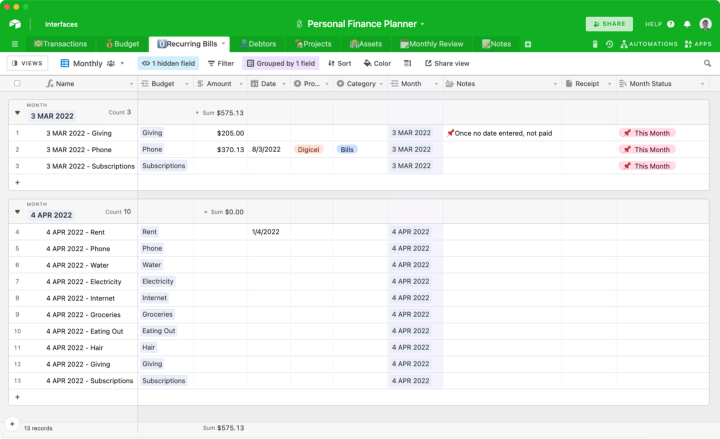 Interfaces
Personal Finance Planner
SHARE
HELP
Transactions
Budget
Recurring Bills
Debtors
Projects
Assets
Monthly Review
Notes
AUTOMATIONS
APPS
VIEWS
Monthly
1 hidden field
Filter
Grouped by 1 field
Sort
Color
Share view
Name
Budget
Amount
Date
Pro...
Category
Month
Notes
Receipt
Month Status
MONTH
3 MAR 2022
Count 3
Sum $575.13
1 3 MAR 2022 - Giving Giving $205.00 3 MAR 2022 📌Once no date entered, not paid 📌 This Month
2 3 MAR 2022 - Phone Phone $370.13 8/3/2022 Digicel Bills 3 MAR 2022 📌 This Month
3 3 MAR 2022 - Subscriptions Subscriptions 3 MAR 2022 📌 This Month
+
MONTH
4 APR 2022
Count 10
Sum $0.00
4 4 APR 2022 - Rent Rent 1/4/2022 4 APR 2022
5 4 APR 2022 - Phone Phone 4 APR 2022
6 4 APR 2022 - Water Water 4 APR 2022
7 4 APR 2022 - Electricity Electricity 4 APR 2022
8 4 APR 2022 - Internet Internet 4 APR 2022
9 4 APR 2022 - Groceries Groceries 4 APR 2022
10 4 APR 2022 - Eating Out Eating Out 4 APR 2022
11 4 APR 2022 - Hair Hair 4 APR 2022
12 4 APR 2022 - Giving Giving 4 APR 2022
13 4 APR 2022 - Subscriptions Subscriptions 4 APR 2022
+
+
13 records
Sum $575.13